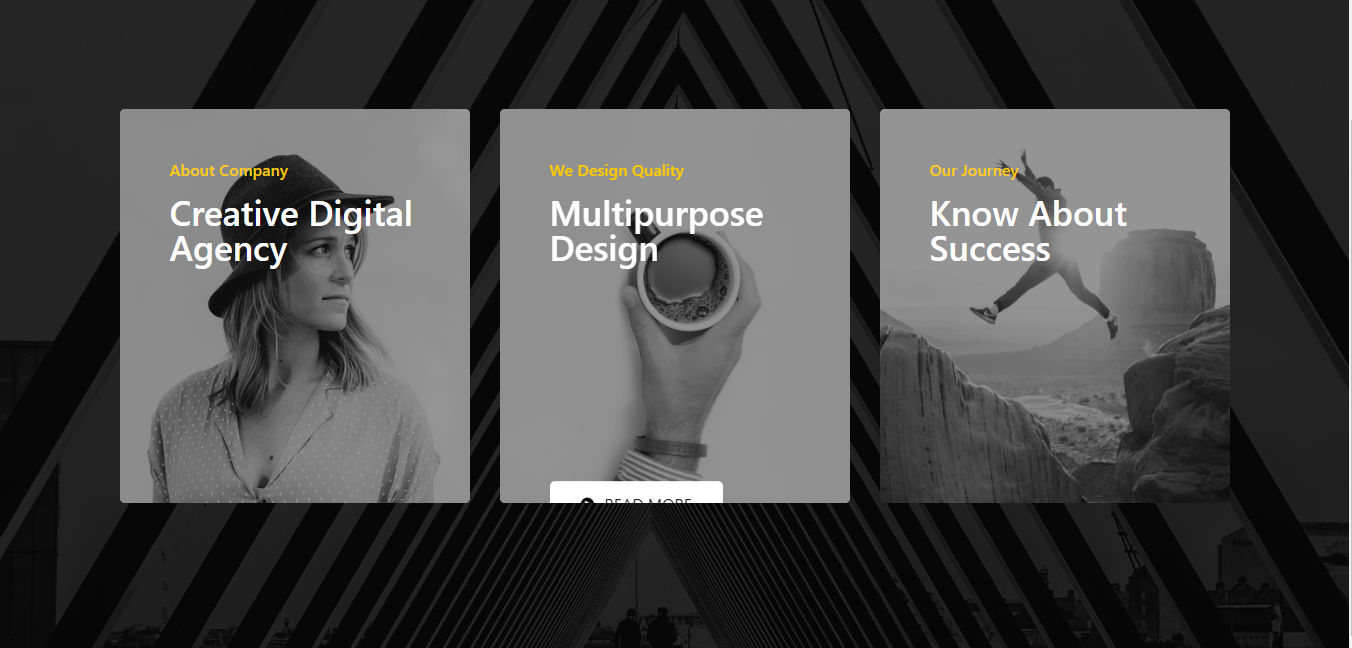 About Company
Creative Digital
Agency
We Design Quality
Multipurpose
Design
READ MORE
Our Journey
Know About
Success